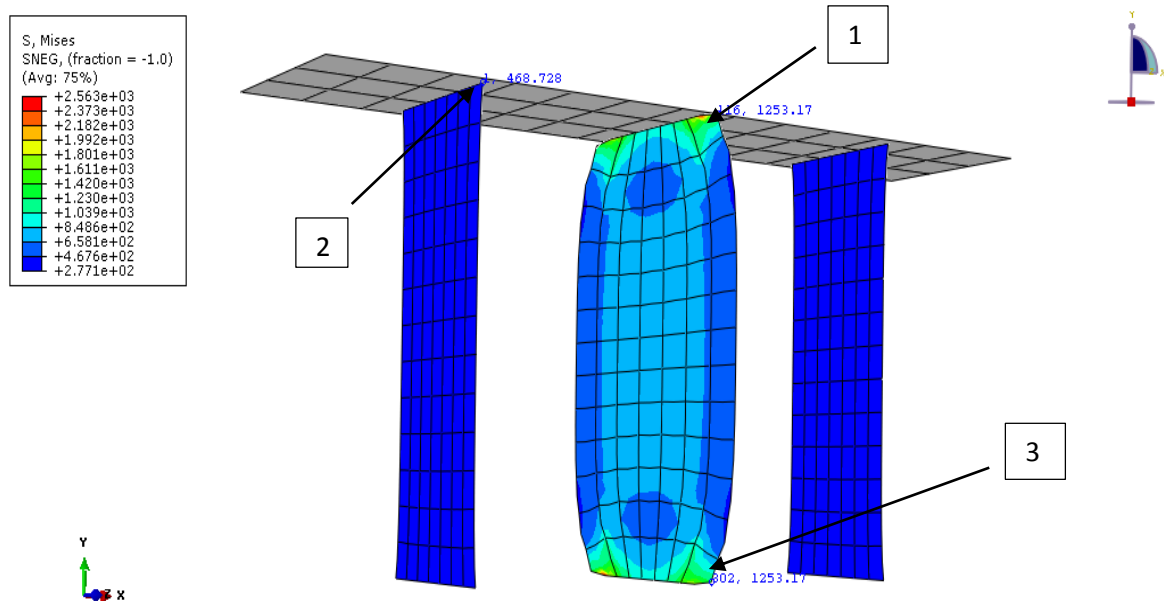 S, Mises
SNEG, (fraction = -1.0)
(Avg: 75%)
+2.563e+03
+2.373e+03
+2.182e+03
+1.992e+03
+1.801e+03
+1.611e+03
+1.420e+03
+1.230e+03
+1.039e+03
+8.486e+02
+6.581e+02
+4.676e+02
+2.771e+02
1
Y
1, 468.728
116, 1253.17
2
3
802, 1253.17
Y
Z X